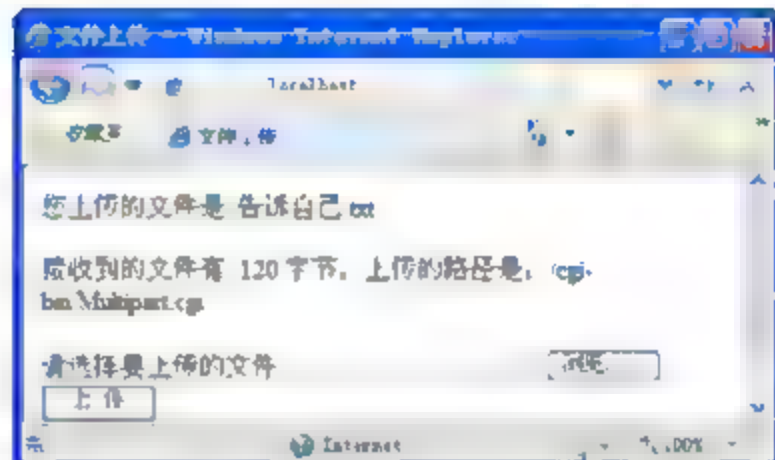 文件上传 - Windows Internet Explorer
localhost
收藏夹 文件上传
您上传的文件是 告诉自己.txt
接收到的文件有 120 字节，上传的路径是：/cgi-
bin\Multipart.cgi
请选择要上传的文件 浏览
上传
Internet